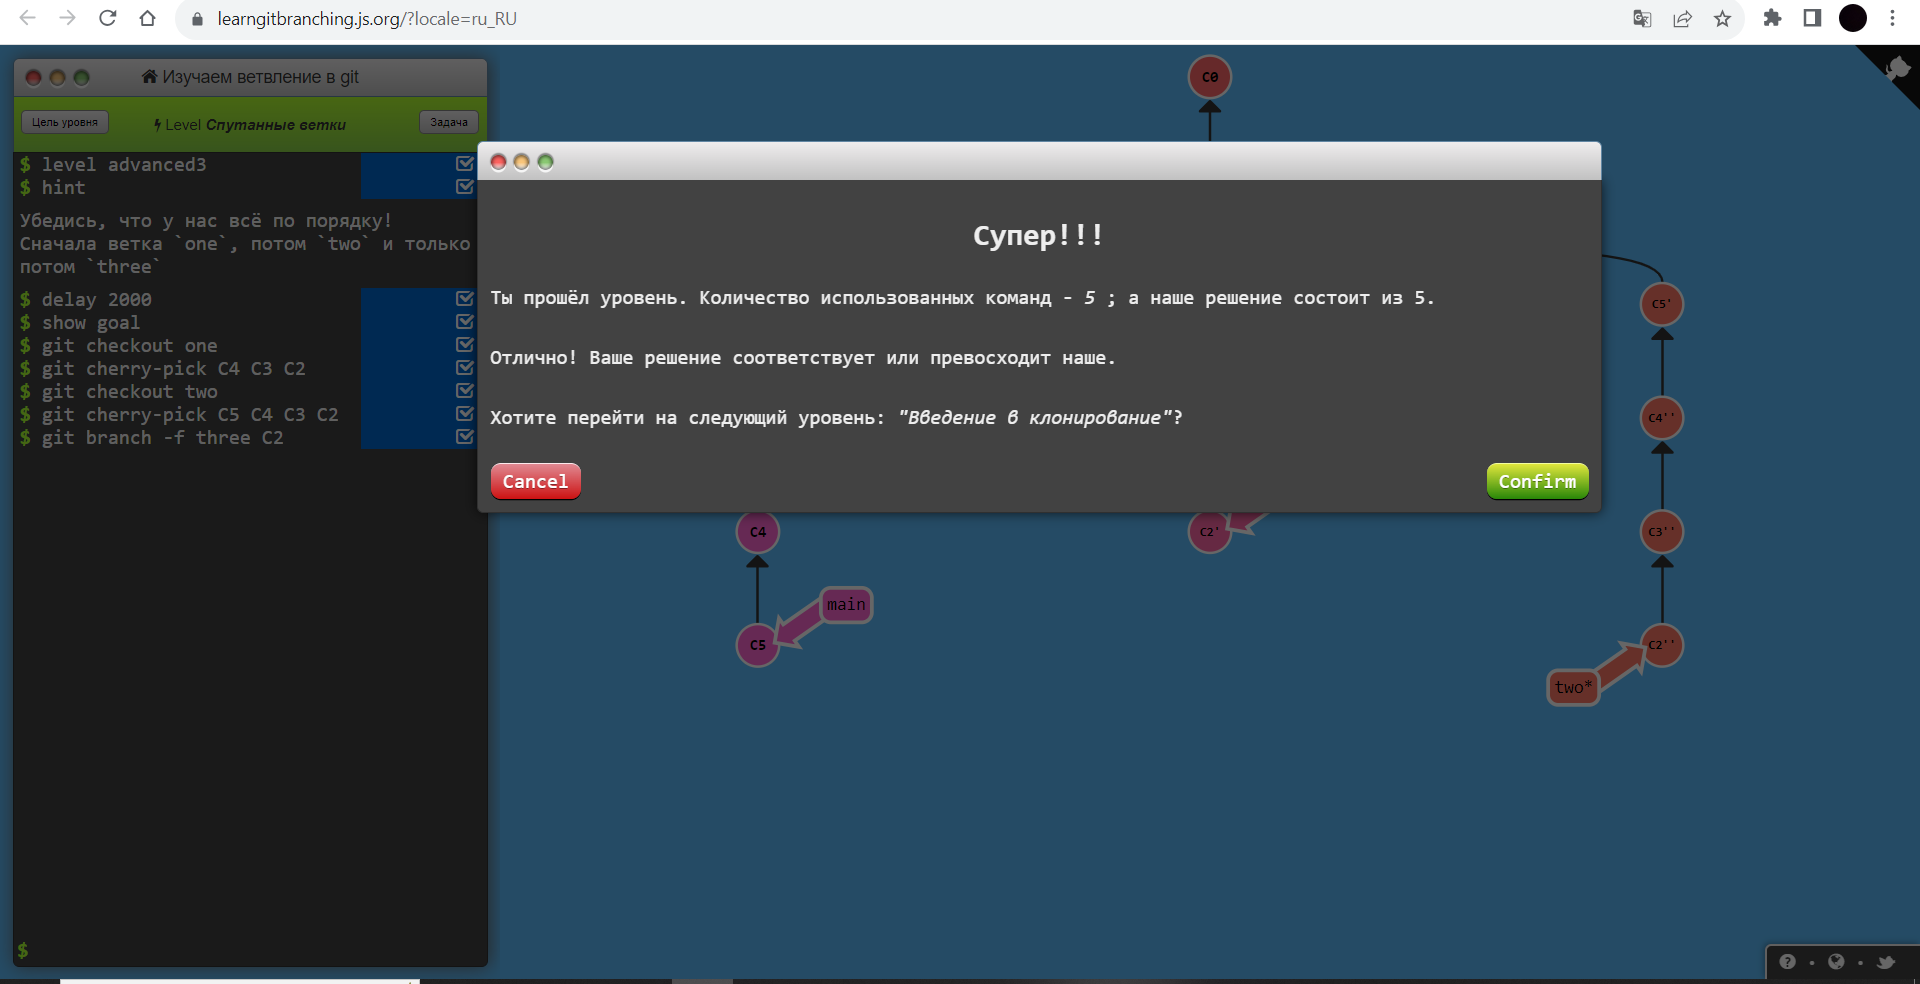 learngitbranching.js.org/?locale=ru_RU
Изучаем ветвление в git
Цель уровня
Level Спутанные ветки
Задача
$ level advanced3
$ hint
Убедись, что у нас всё по порядку!
Сначала ветка `one`, потом `two` и только
потом `three`
$ delay 2000
$ show goal
$ git checkout one
$ git cherry-pick C4 C3 C2
$ git checkout two
$ git cherry-pick C5 C4 C3 C2
$ git branch -f three C2
$
C0
Супер!!!
Ты прошёл уровень. Количество использованных команд - 5 ; а наше решение состоит из 5.
Отлично! Ваше решение соответствует или превосходит наше.
Хотите перейти на следующий уровень: "Введение в клонирование"?
Cancel
Confirm
C5'
C4''
C4
C2'
C3''
main
C5
C2''
two*